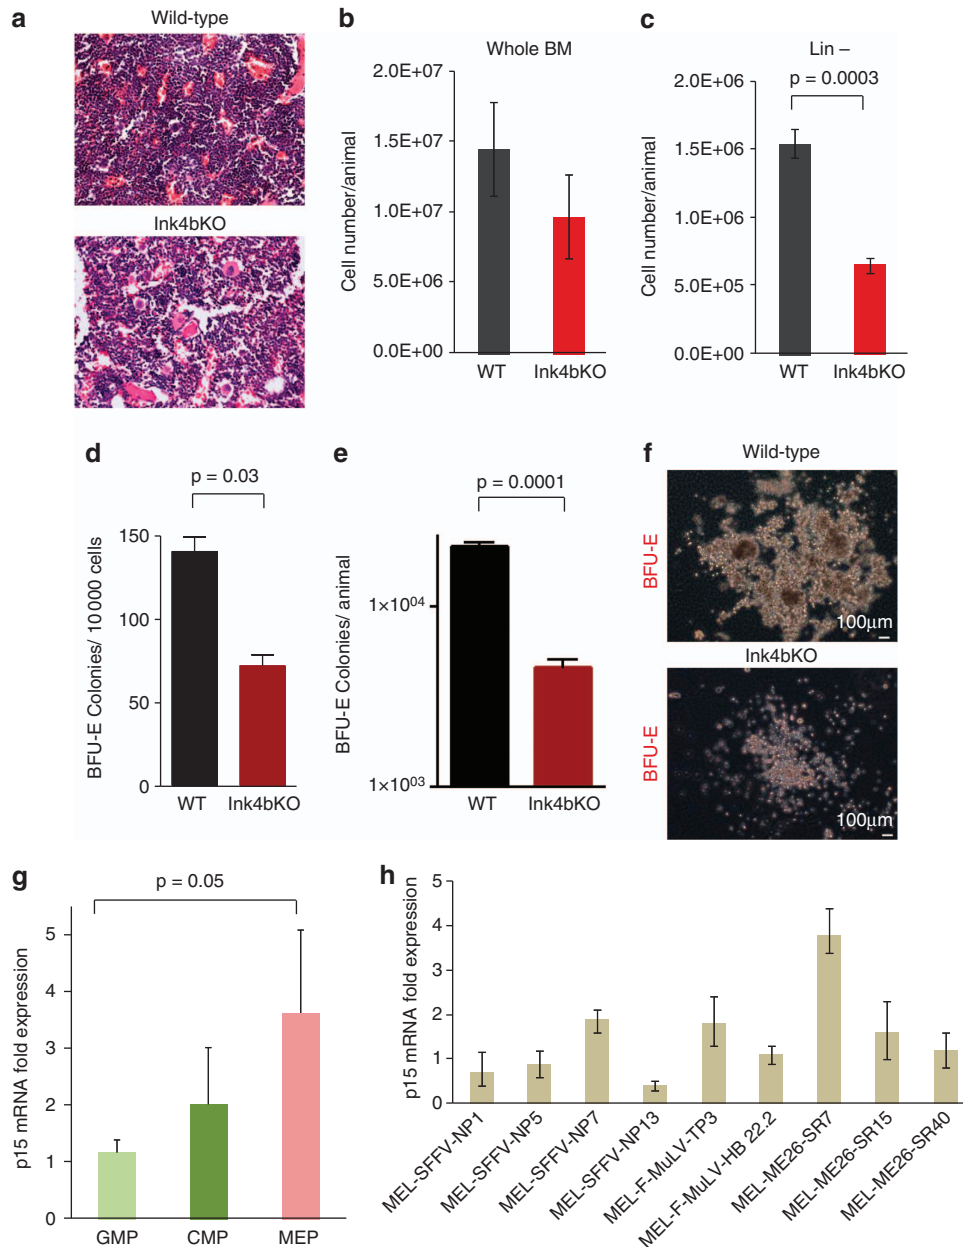 a
Wild-type
Ink4bKO
b
Whole BM
Cell number/animal
2.0E+07
1.5E+07
1.0E+07
5.0E+06
0.0E+00
WT Ink4bKO
c
Lin –
p = 0.0003
Cell number/animal
2.0E+06
1.5E+06
1.0E+06
5.0E+05
0.0E+00
WT Ink4bKO
d
p = 0.03
BFU-E Colonies/ 10 000 cells
150
100
50
0
WT Ink4bKO
e
p = 0.0001
BFU-E Colonies/ animal
1×10⁰⁴
1×10⁰³
WT Ink4bKO
f
Wild-type
BFU-E
100μm
Ink4bKO
BFU-E
100μm
g
p = 0.05
p15 mRNA fold expression
5
4
3
2
1
0
GMP CMP MEP
h
p15 mRNA fold expression
5
4
3
2
1
0
MEL-SFFV-NP1
MEL-SFFV-NP5
MEL-SFFV-NP7
MEL-SFFV-NP13
MEL-F-MuLV-TP3
MEL-F-MuLV-HB 22.2
MEL-ME26-SR7
MEL-ME26-SR15
MEL-ME26-SR40